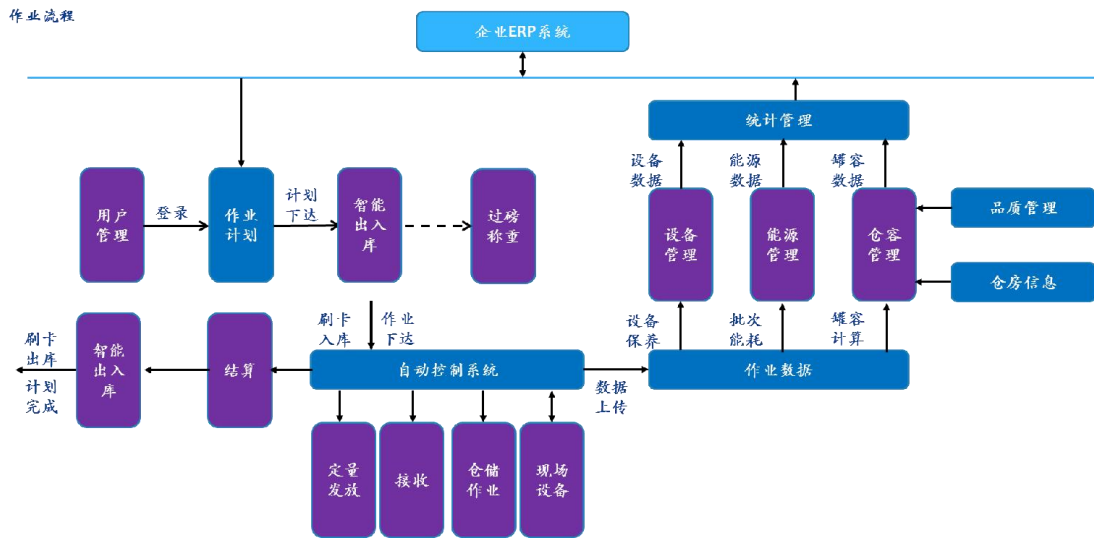 作业流程
企业ERP系统
统计管理
设备
数据
能源
数据
罐容
数据
用户
管理
登录
作业
计划
计划
下达
智能
出入
库
过磅
称重
设备
管理
能源
管理
仓容
管理
品质管理
仓房信息
刷卡
入库
作业
下达
设备
保养
批次
能耗
罐容
计算
刷卡
出库
计划
完成
智能
出入
库
结算
自动控制系统
数据
上传
作业数据
定量
发放
接收
仓储
作业
现场
设备